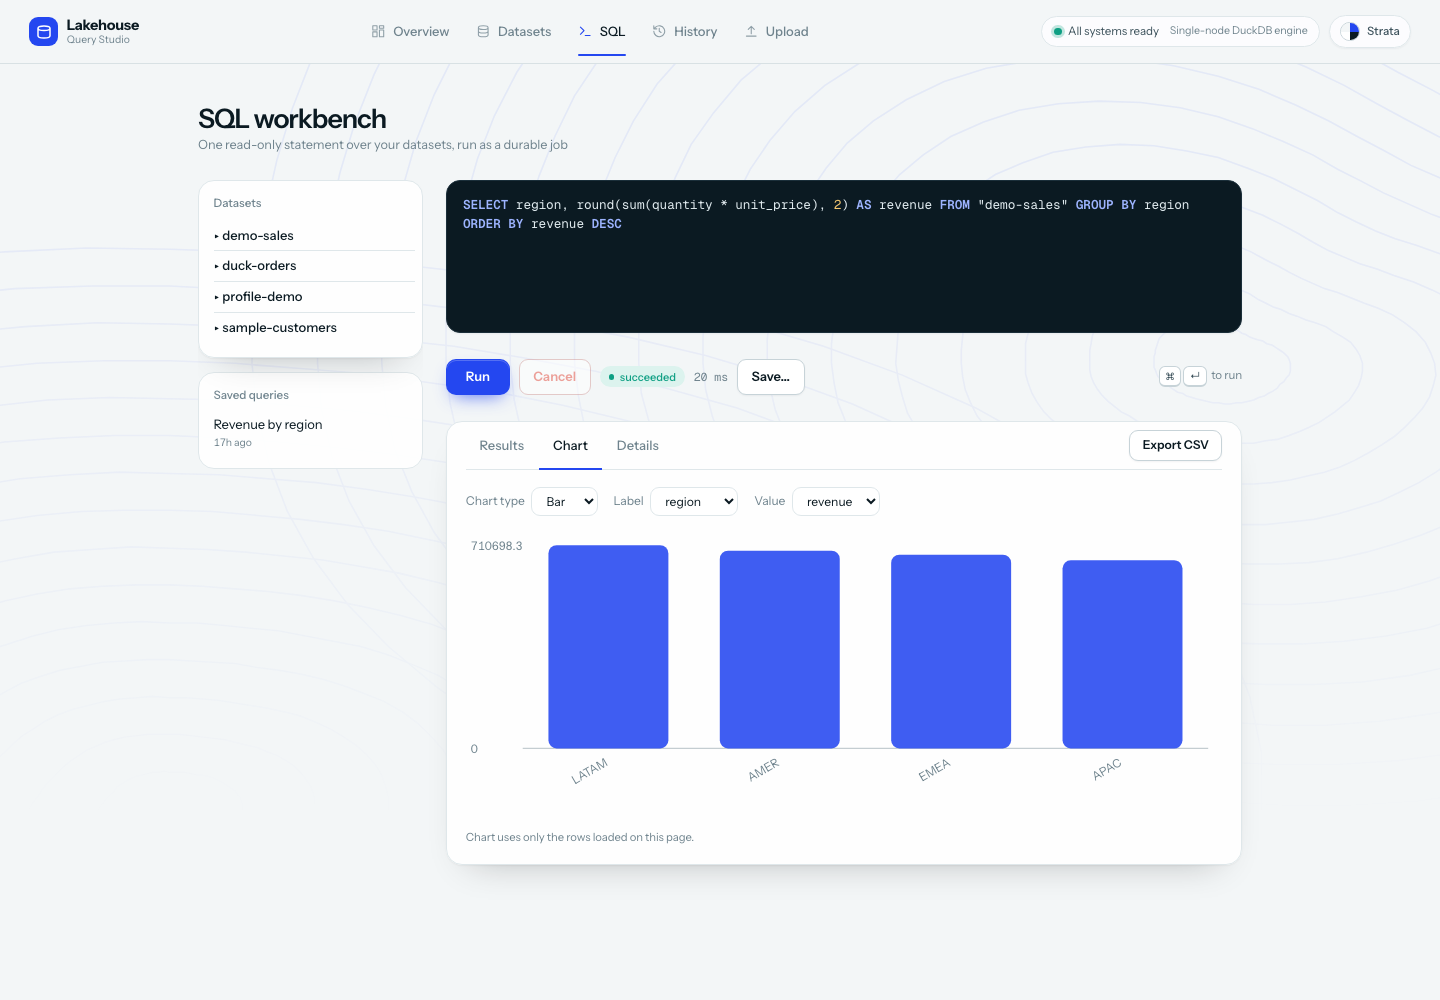 Lakehouse
Query Studio
Overview
Datasets
SQL
History
Upload
All systems ready
Single-node DuckDB engine
Strata
SQL workbench
One read-only statement over your datasets, run as a durable job
Datasets
▸ demo-sales
▸ duck-orders
▸ profile-demo
▸ sample-customers
Saved queries
Revenue by region
17h ago
SELECT region, round(sum(quantity * unit_price), 2) AS revenue FROM "demo-sales" GROUP BY region
ORDER BY revenue DESC
Run
Cancel
succeeded
20 ms
Save...
⌘ ↵ to run
Results
Chart
Details
Export CSV
Chart type
Bar
Label
region
Value
revenue
710698.3
0
LATAM
AMER
EMEA
APAC
Chart uses only the rows loaded on this page.